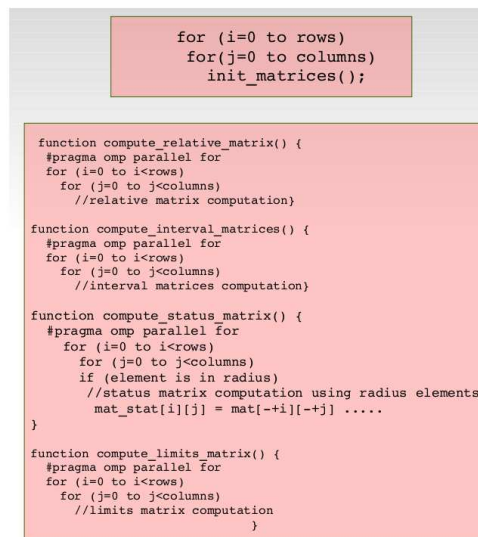 for (i=0 to rows)
for(j=0 to columns)
init_matrices();
function compute_relative_matrix() {
#pragma omp parallel for
for (i=0 to i<rows)
for (j=0 to j<columns)
//relative matrix computation}
function compute_interval_matrices() {
#pragma omp parallel for
for (i=0 to i<rows)
for (j=0 to j<columns)
//interval matrices computation}
function compute_status_matrix() {
#pragma omp parallel for
for (i=0 to i<rows)
for (j=0 to j<columns)
if (element is in radius)
//status matrix computation using radius elements
mat_stat[i][j] = mat[-+i][-+j] .....
}
function compute_limits_matrix() {
#pragma omp parallel for
for (i=0 to i<rows)
for (j=0 to j<columns)
//limits matrix computation
}